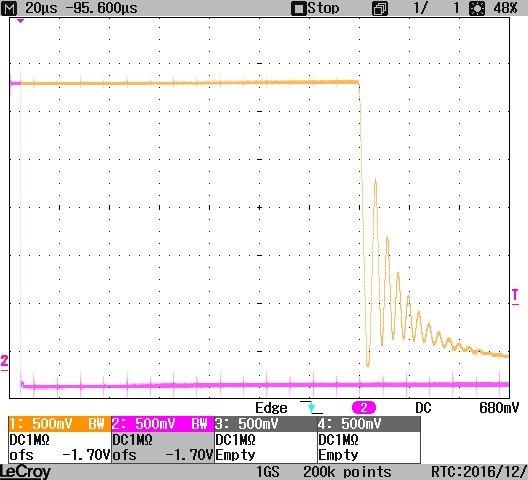 M 20µs -95.600µs Stop 1/ 1 48%
T
2
Edge 2 DC 680mV
1: 500mV BW 2: 500mV BW 3: 500mV 4: 500mV
DC1MΩ DC1MΩ DC1MΩ DC1MΩ
ofs -1.70V ofs -1.70V Empty Empty
LeCroy 1GS 200k points RTC:2016/12/